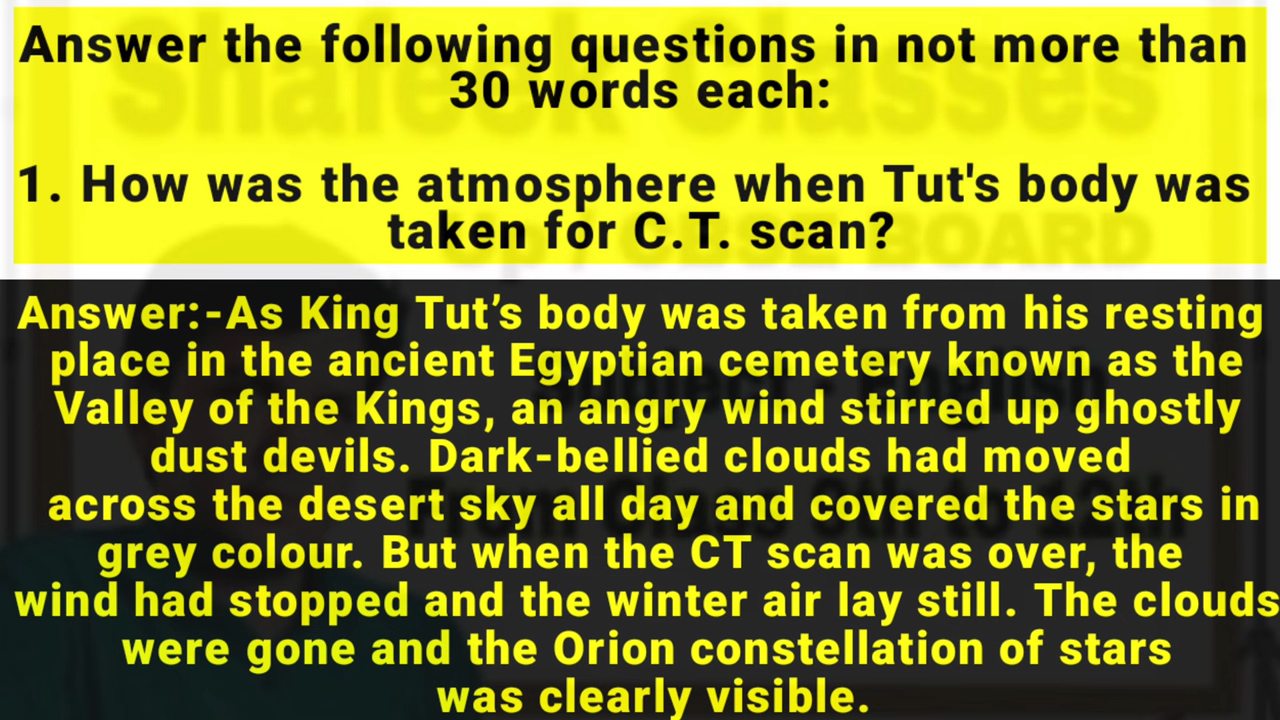 Answer the following questions in not more than
30 words each:
1. How was the atmosphere when Tut's body was
taken for C.T. scan?
Answer:-As King Tut’s body was taken from his resting
place in the ancient Egyptian cemetery known as the
Valley of the Kings, an angry wind stirred up ghostly
dust devils. Dark-bellied clouds had moved
across the desert sky all day and covered the stars in
grey colour. But when the CT scan was over, the
wind had stopped and the winter air lay still. The clouds
were gone and the Orion constellation of stars
was clearly visible.